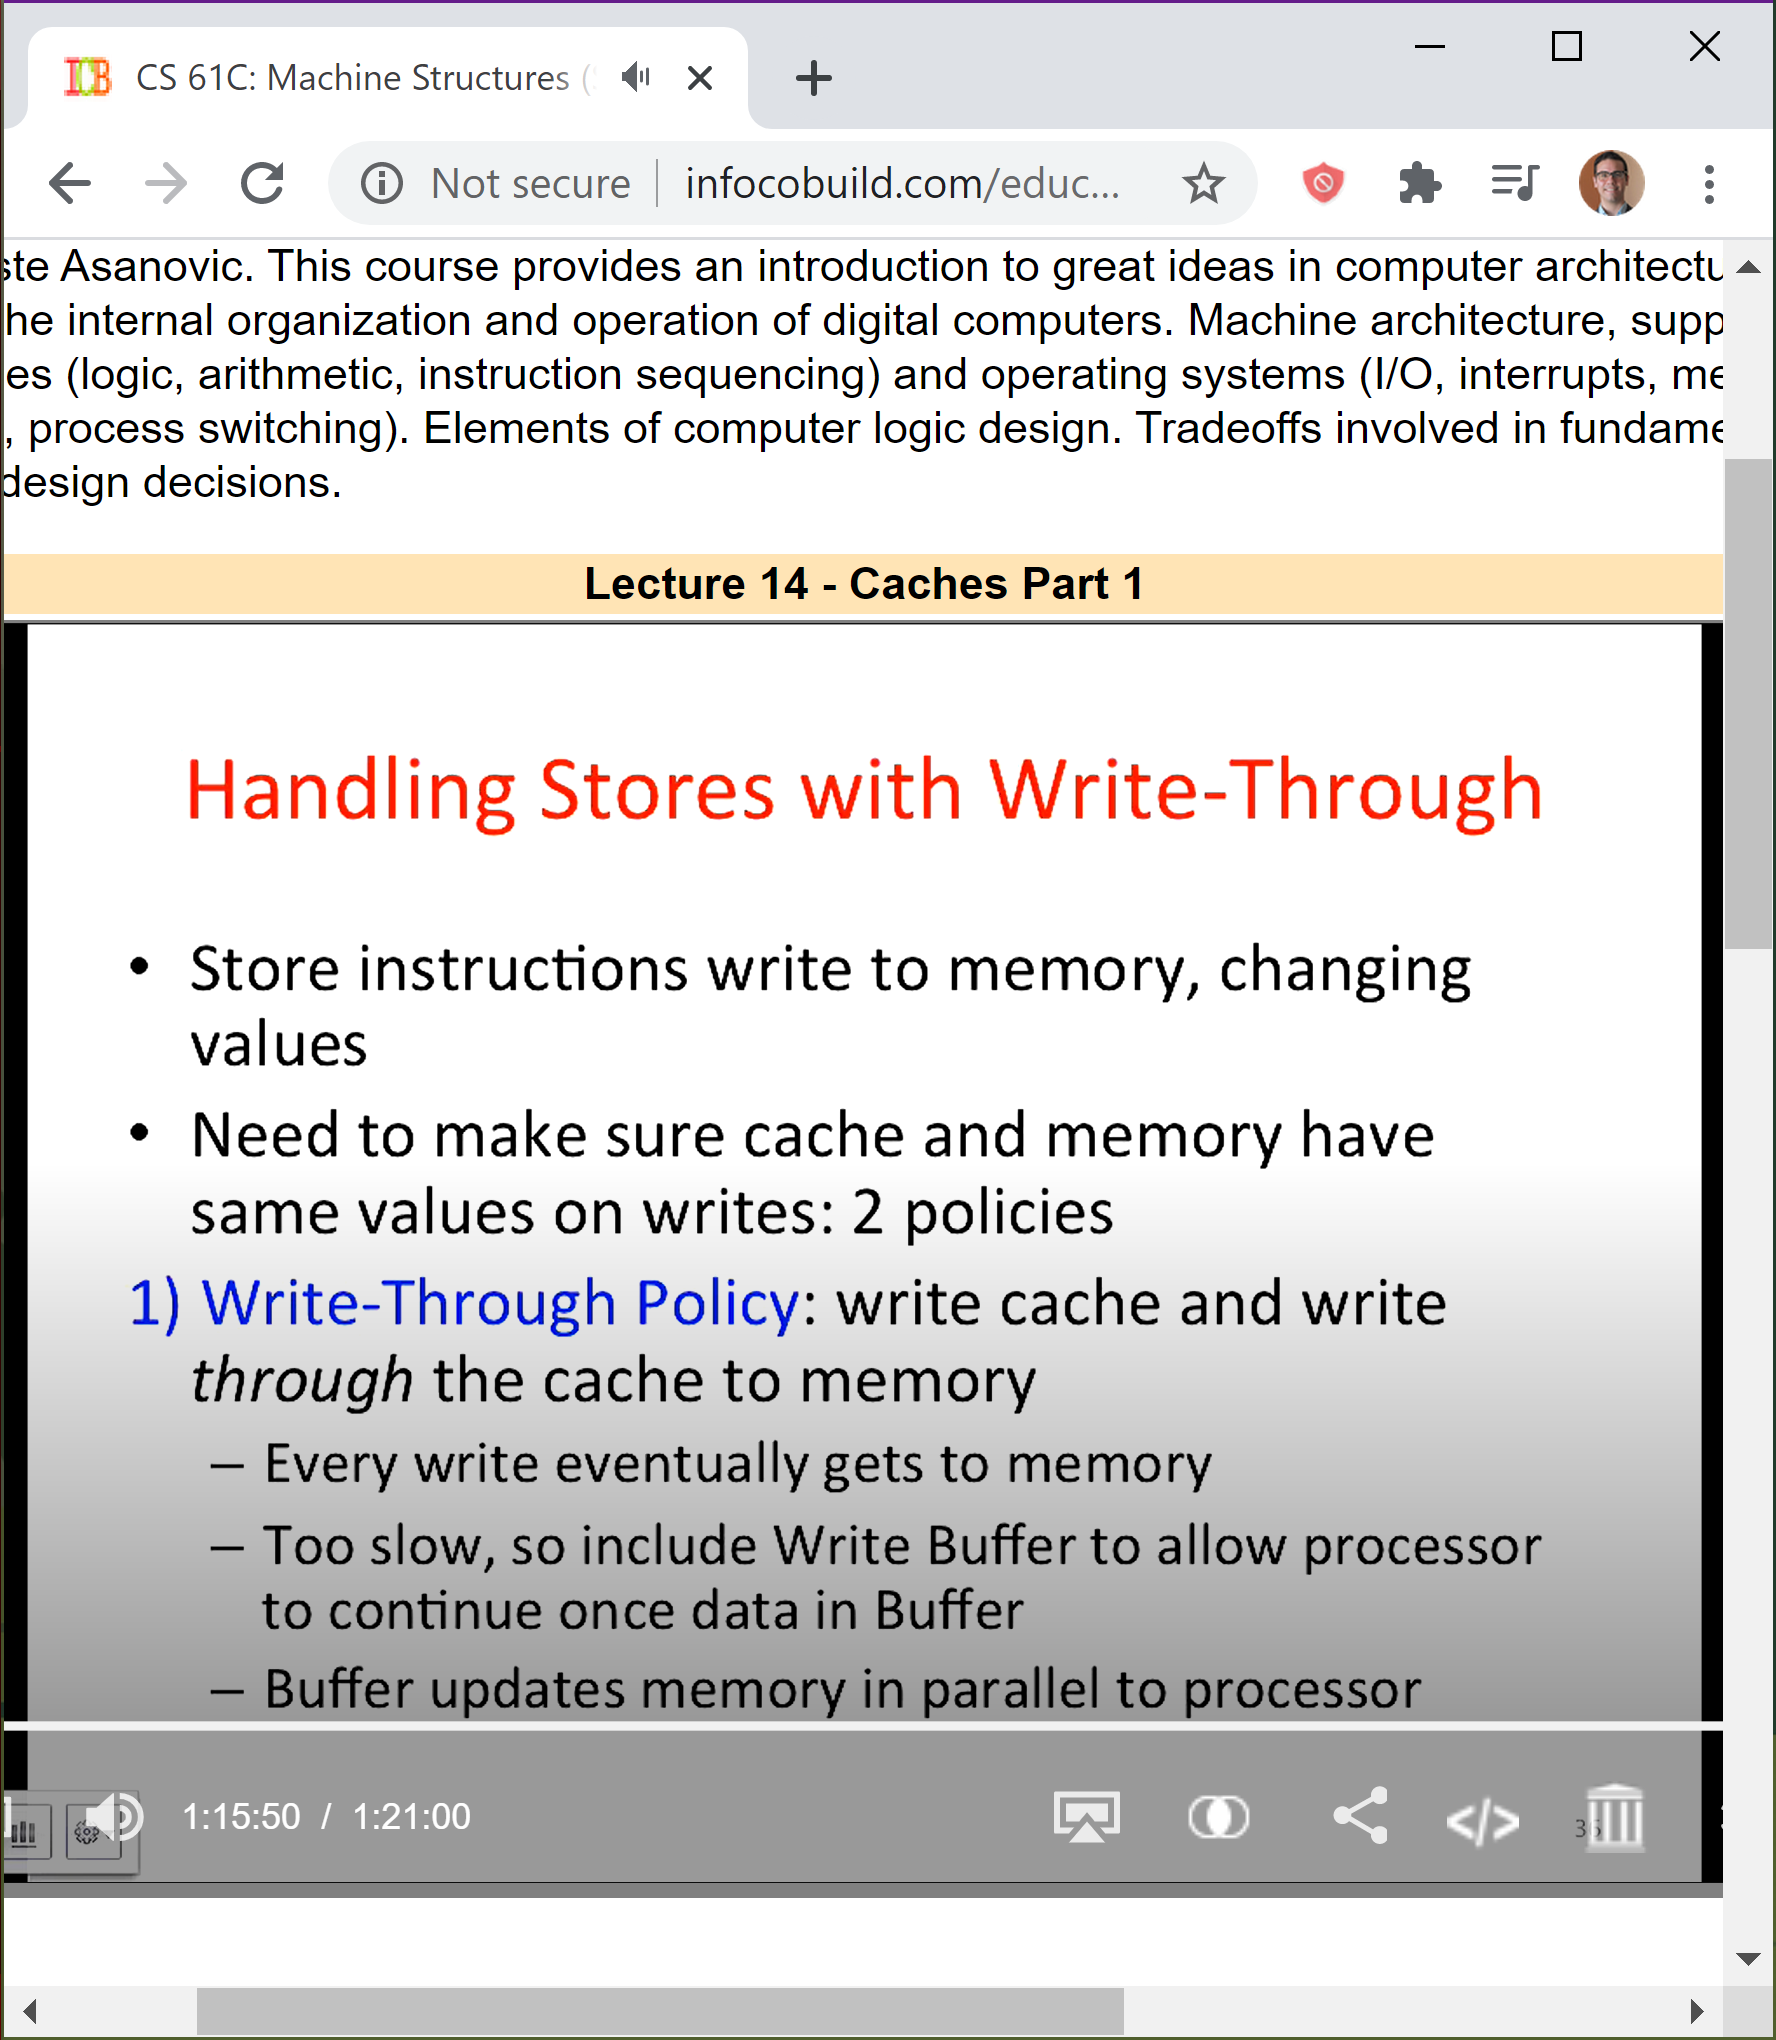 CS 61C: Machine Structures (
Not secure
infocobuild.com/educ...
ste Asanovic. This course provides an introduction to great ideas in computer architectu
he internal organization and operation of digital computers. Machine architecture, supp
es (logic, arithmetic, instruction sequencing) and operating systems (I/O, interrupts, me
, process switching). Elements of computer logic design. Tradeoffs involved in fundame
design decisions.
Lecture 14 - Caches Part 1
Handling Stores with Write-Through
• Store instructions write to memory, changing
values
• Need to make sure cache and memory have
same values on writes: 2 policies
1) Write-Through Policy: write cache and write
through the cache to memory
– Every write eventually gets to memory
– Too slow, so include Write Buffer to allow processor
to continue once data in Buffer
– Buffer updates memory in parallel to processor
1:15:50 / 1:21:00